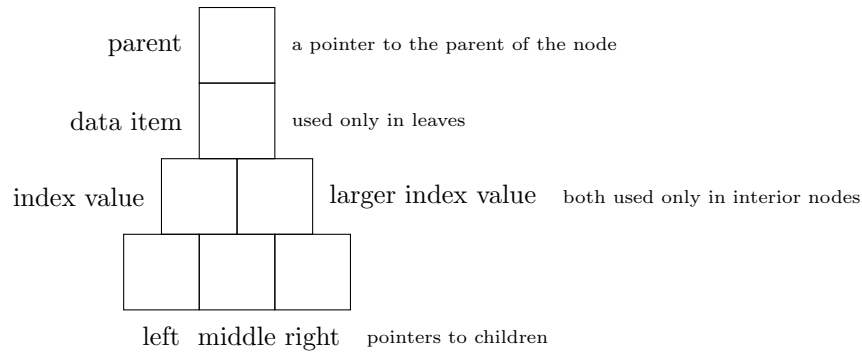 parent a pointer to the parent of the node
data item used only in leaves
index value larger index value both used only in interior nodes
left middle right pointers to children